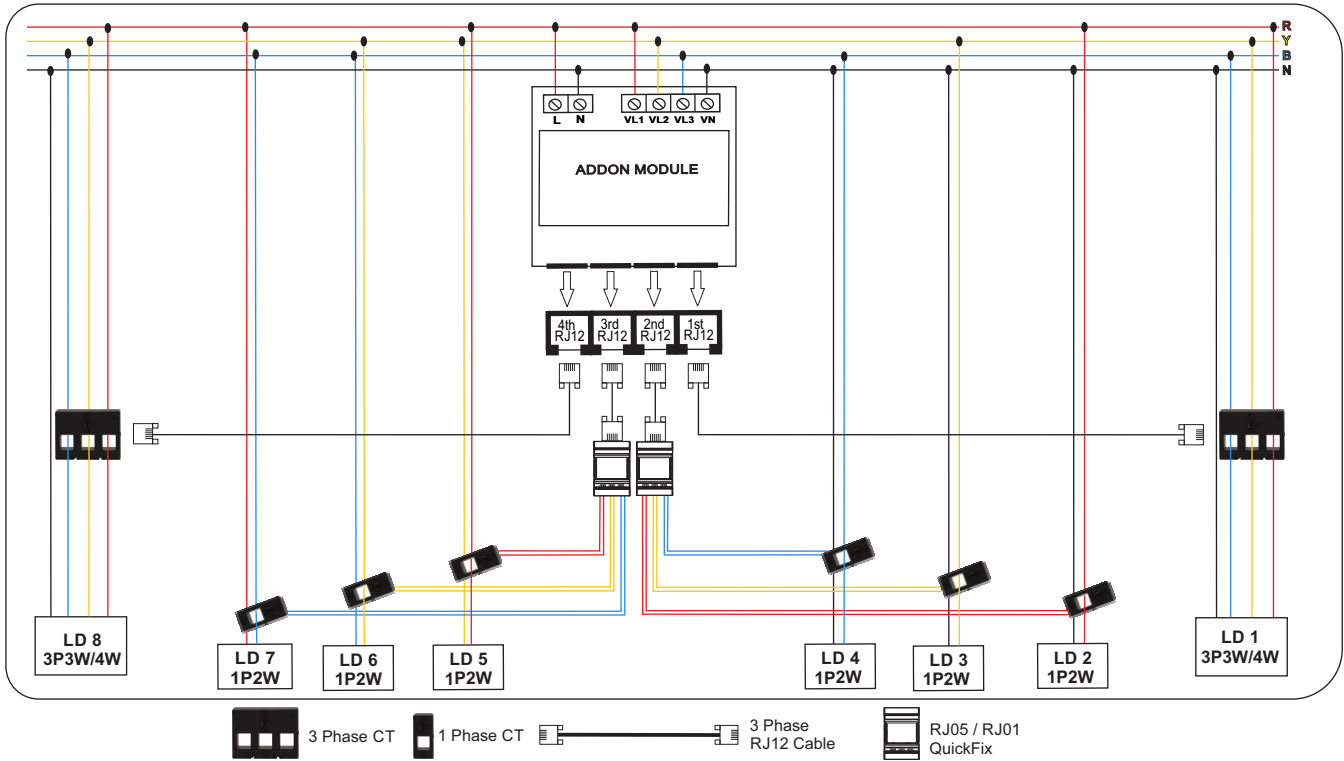 R
Y
B
N
L N VL1 VL2 VL3 VN
ADDON MODULE
4th
RJ12
3rd
RJ12
2nd
RJ12
1st
RJ12
LD 8
3P3W/4W
LD 7
1P2W
LD 6
1P2W
LD 5
1P2W
LD 4
1P2W
LD 3
1P2W
LD 2
1P2W
LD 1
3P3W/4W
3 Phase CT
1 Phase CT
3 Phase
RJ12 Cable
RJ05 / RJ01
QuickFix